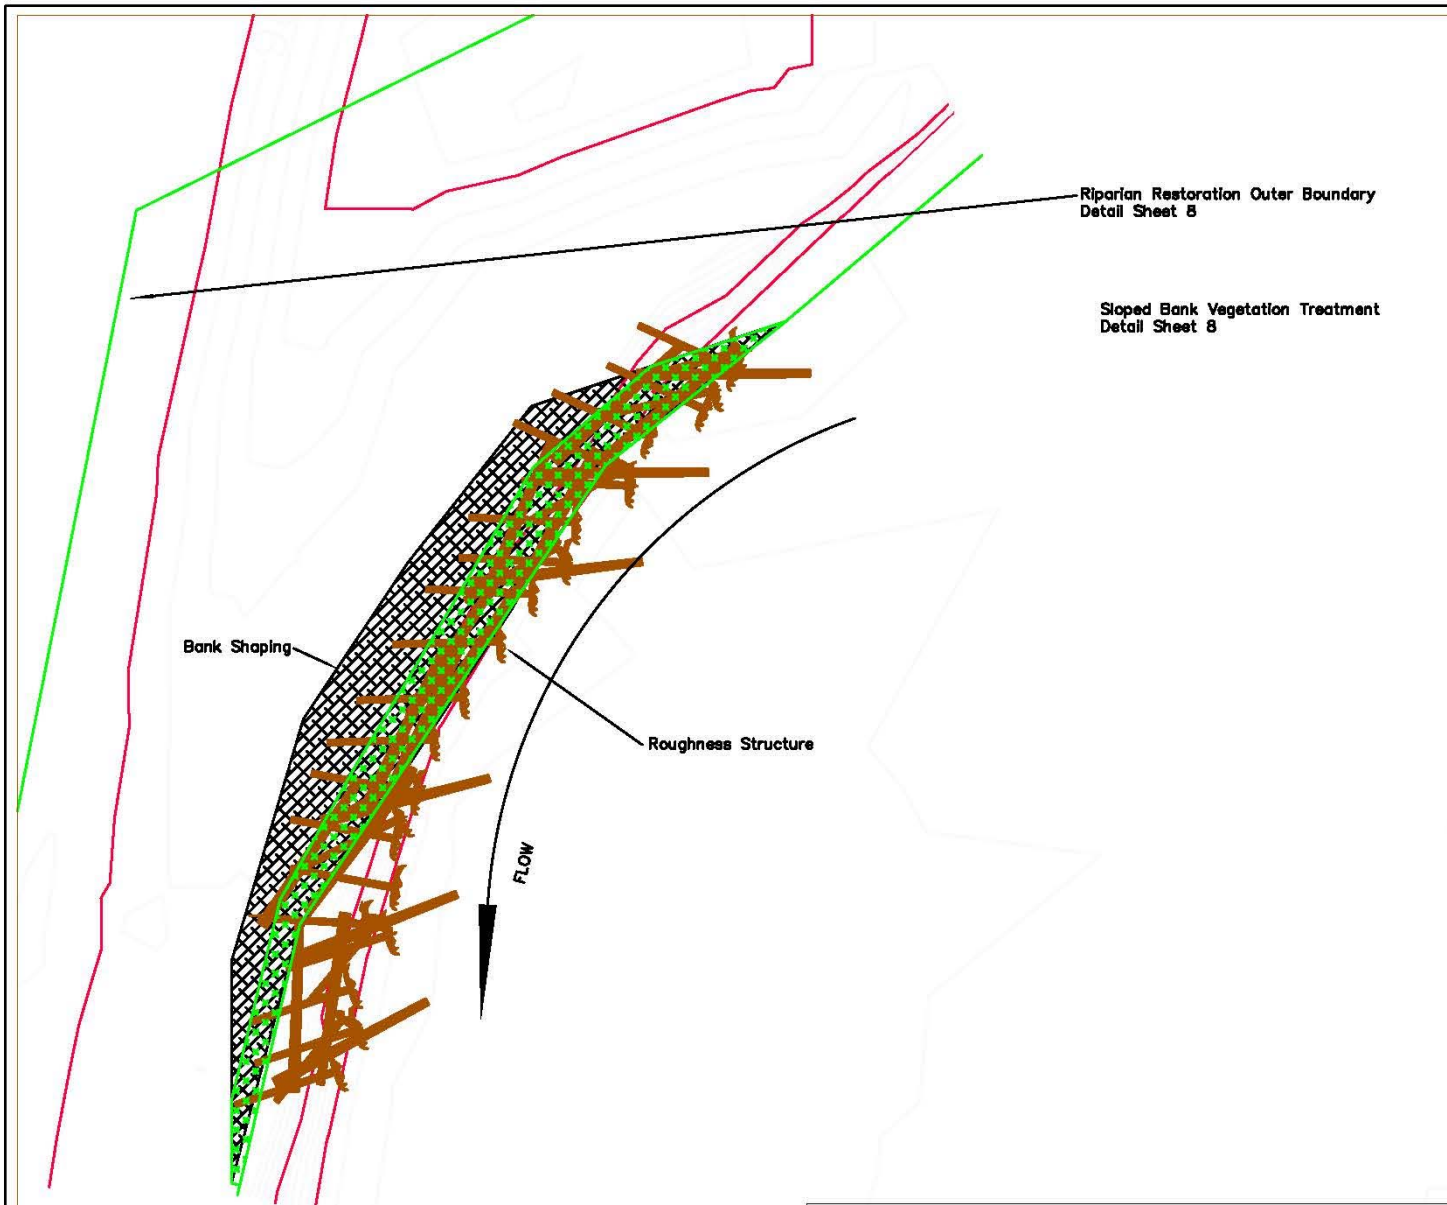 Riparian Restoration Outer Boundary
Detail Sheet 8
Sloped Bank Vegetation Treatment
Detail Sheet 8
Bank Shaping
Roughness Structure
FLOW